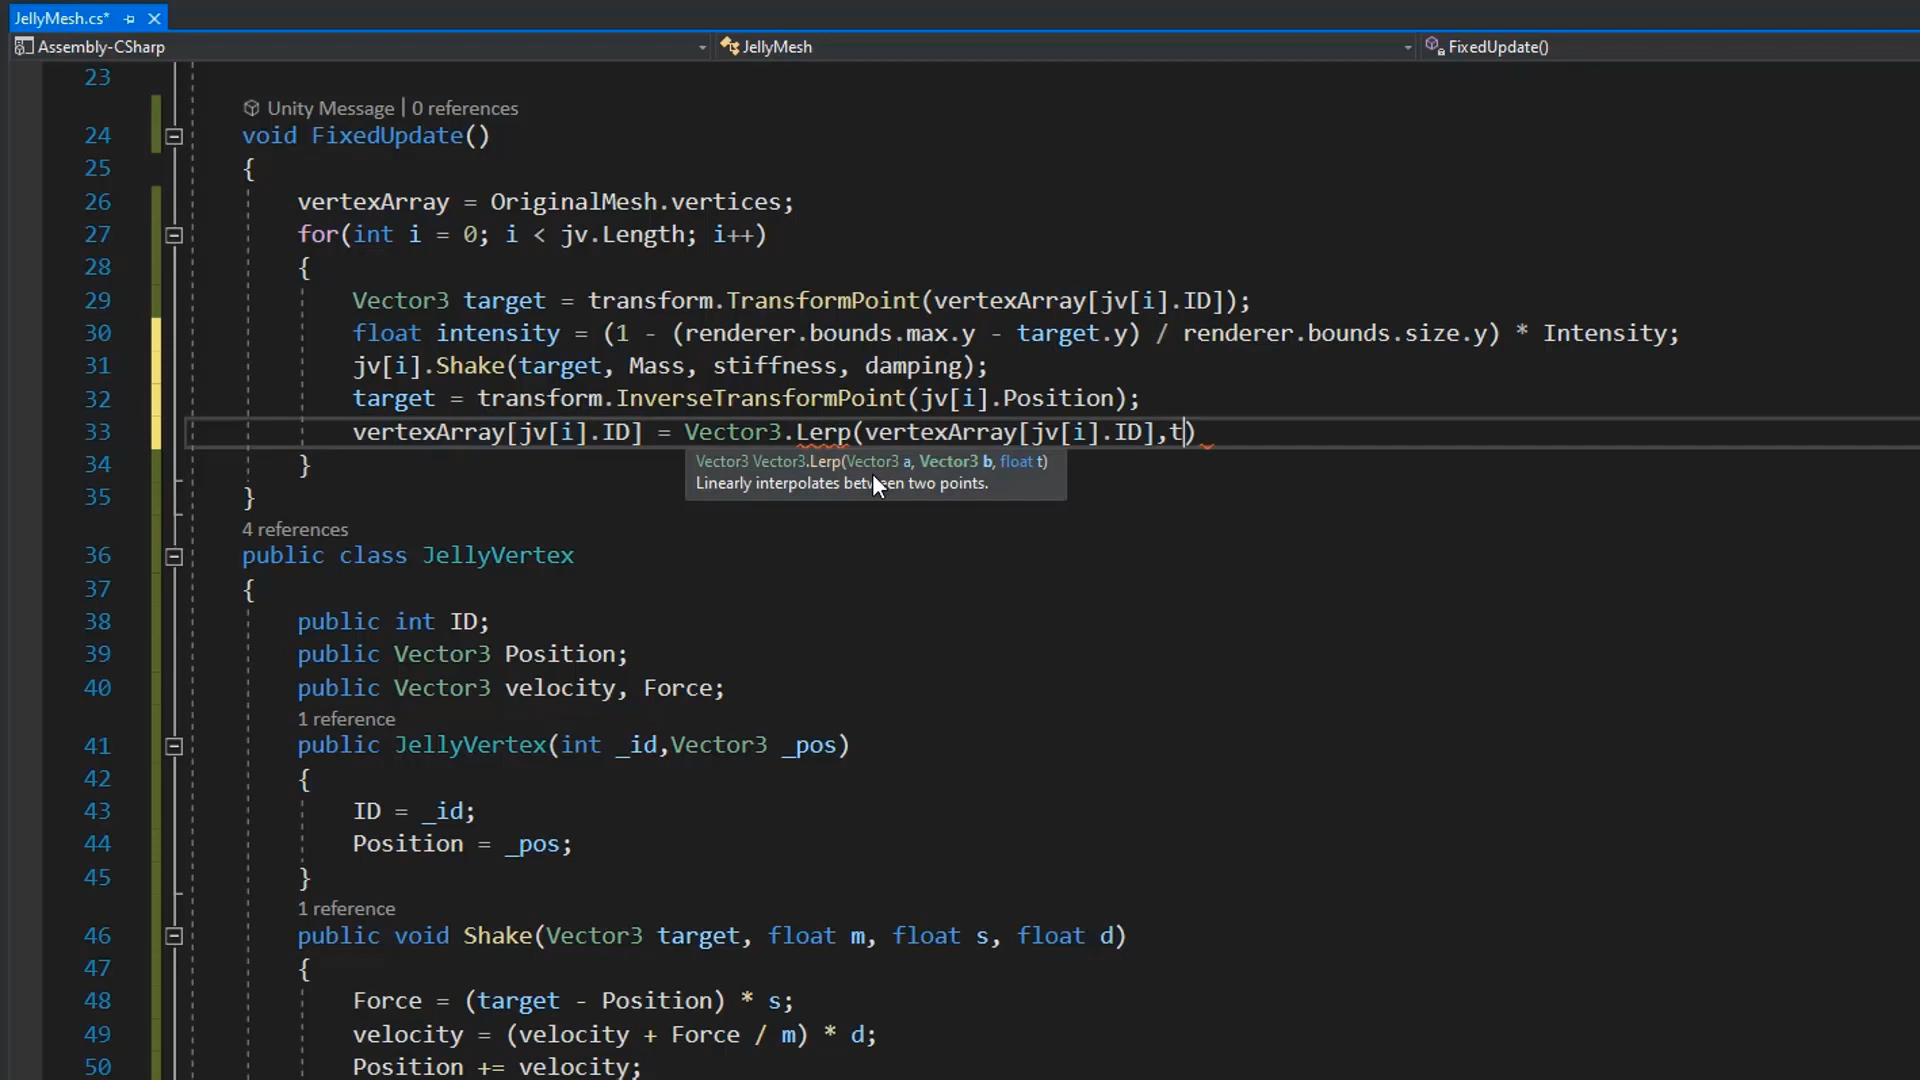 JellyMesh.cs*
Assembly-CSharp JellyMesh FixedUpdate()
23
Unity Message | 0 references
24 void FixedUpdate()
25 {
26 vertexArray = OriginalMesh.vertices;
27 for(int i = 0; i < jv.Length; i++)
28 {
29 Vector3 target = transform.TransformPoint(vertexArray[jv[i].ID]);
30 float intensity = (1 - (renderer.bounds.max.y - target.y) / renderer.bounds.size.y) * Intensity;
31 jv[i].Shake(target, Mass, stiffness, damping);
32 target = transform.InverseTransformPoint(jv[i].Position);
33 vertexArray[jv[i].ID] = Vector3.Lerp(vertexArray[jv[i].ID],t)
Vector3 Vector3.Lerp(Vector3 a, Vector3 b, float t)
Linearly interpolates between two points.
34 }
35 }
4 references
36 public class JellyVertex
37 {
38 public int ID;
39 public Vector3 Position;
40 public Vector3 velocity, Force;
1 reference
41 public JellyVertex(int _id,Vector3 _pos)
42 {
43 ID = _id;
44 Position = _pos;
45 }
1 reference
46 public void Shake(Vector3 target, float m, float s, float d)
47 {
48 Force = (target - Position) * s;
49 velocity = (velocity + Force / m) * d;
50 Position += velocity;